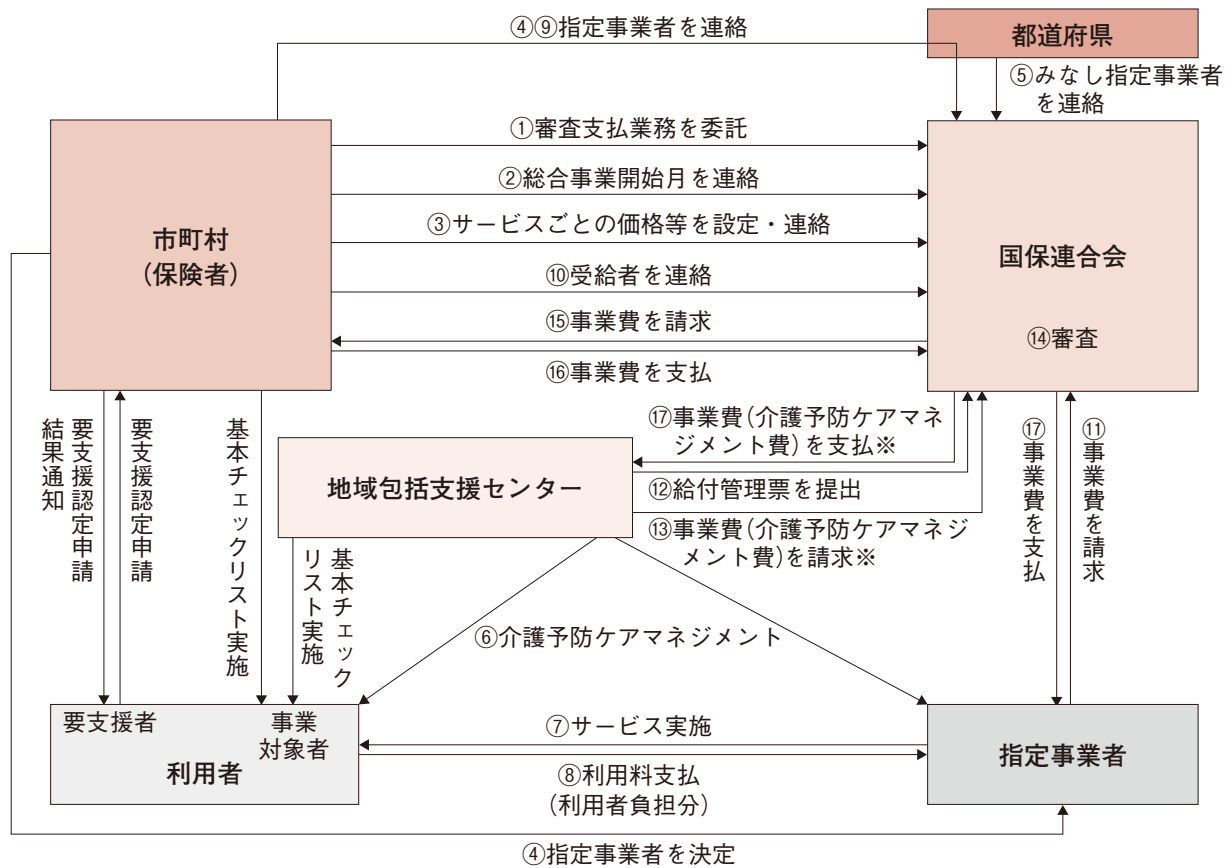 ④⑨指定事業者を連絡
都道府県
⑤みなし指定事業者
を連絡
①審査支払業務を委託
②総合事業開始月を連絡
③サービスごとの価格等を設定・連絡
市町村
(保険者)
国保連合会
⑩受給者を連絡
⑮事業費を請求
⑭審査
⑯事業費を支払
要支援認定申請
結果通知
要支援認定申請
基本チェックリスト実施
地域包括支援センター
⑰事業費(介護予防ケアマネ
ジメント費)を支払※
⑫給付管理票を提出
⑬事業費(介護予防ケアマネジ
メント費)を請求※
⑰事業費を支払
⑪事業費を請求
基本チェック
リスト実施
⑥介護予防ケアマネジメント
要支援者
事業
対象者
利用者
⑦サービス実施
⑧利用料支払
(利用者負担分)
指定事業者
④指定事業者を決定